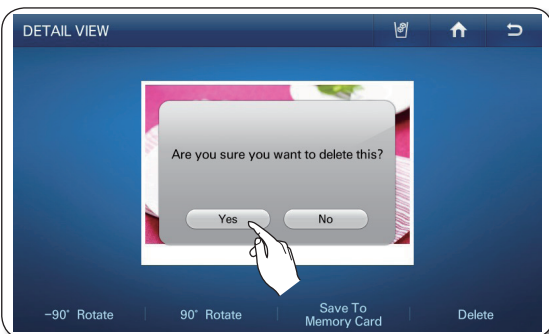 DETAIL VIEW
Are you sure you want to delete this?
Yes No
-90° Rotate 90° Rotate Save To
Memory Card Delete